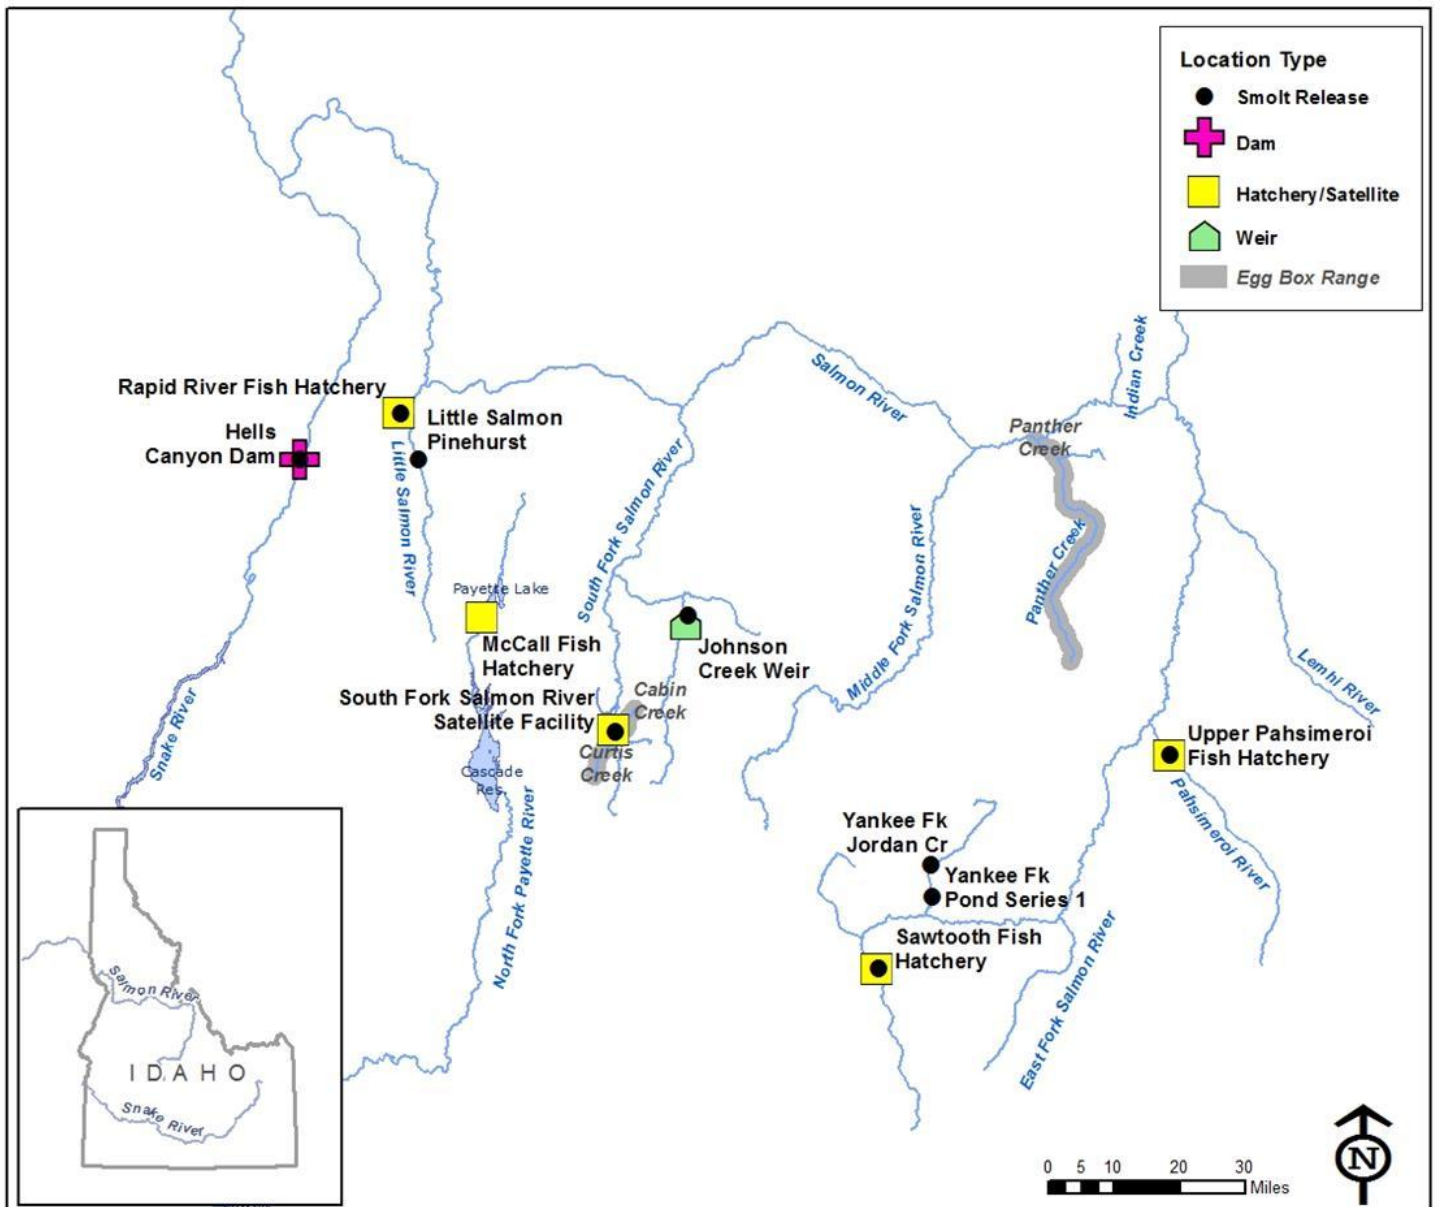 Location Type
Smolt Release
Dam
Hatchery/Satellite
Weir
Egg Box Range
Indian Creek
Salmon River
Rapid River Fish Hatchery
Hells
Canyon Dam
Little Salmon
Pinehurst
Little Salmon River
South Fork Salmon River
Panther
Creek
Panther Creek
Middle Fork Salmon River
Payette Lake
McCall Fish
Hatchery
Johnson
Creek Weir
South Fork Salmon River
Satellite Facility
Cabin
Creek
Curtis
Creek
Lemhi River
Snake River
Cascade
Res.
Upper Pahsimeroi
Fish Hatchery
Pahsimeroi River
North Fork Payette River
Yankee Fk
Jordan Cr
Yankee Fk
Pond Series 1
Sawtooth Fish
Hatchery
East Fork Salmon River
Salmon River
IDAHO
Snake River
0 5 10 20 30
Miles
N